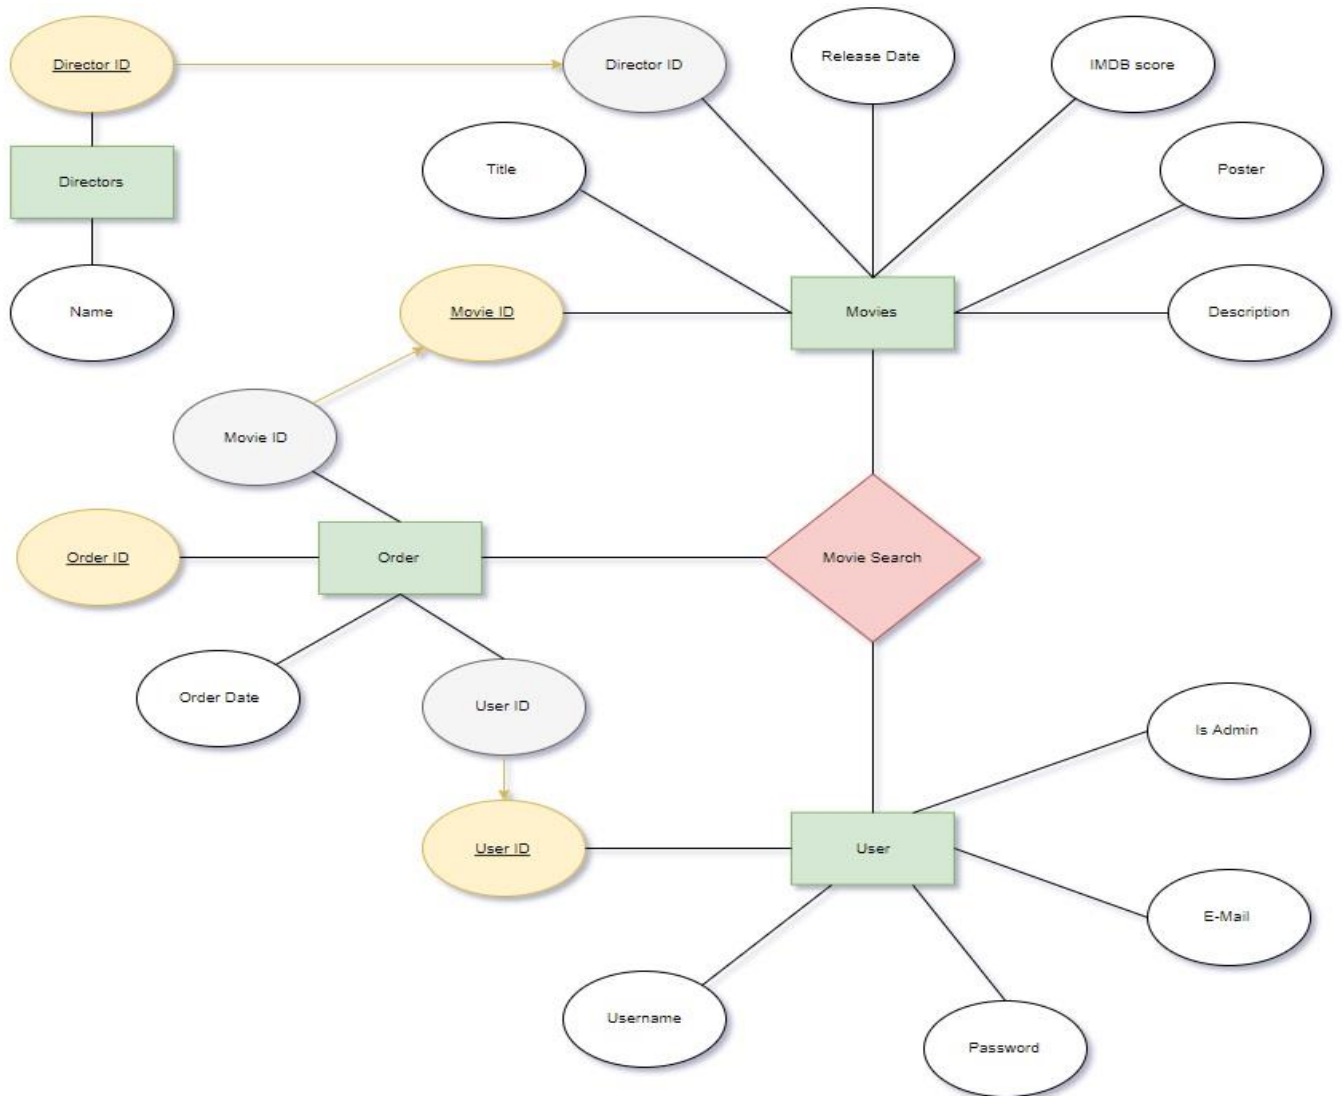 Director ID
Director ID
Release Date
IMDB score
Title
Poster
Directors
Name
Movie ID
Movies
Description
Movie ID
Order ID
Order
Movie Search
Order Date
User ID
Is Admin
User ID
User
E-Mail
Username
Password